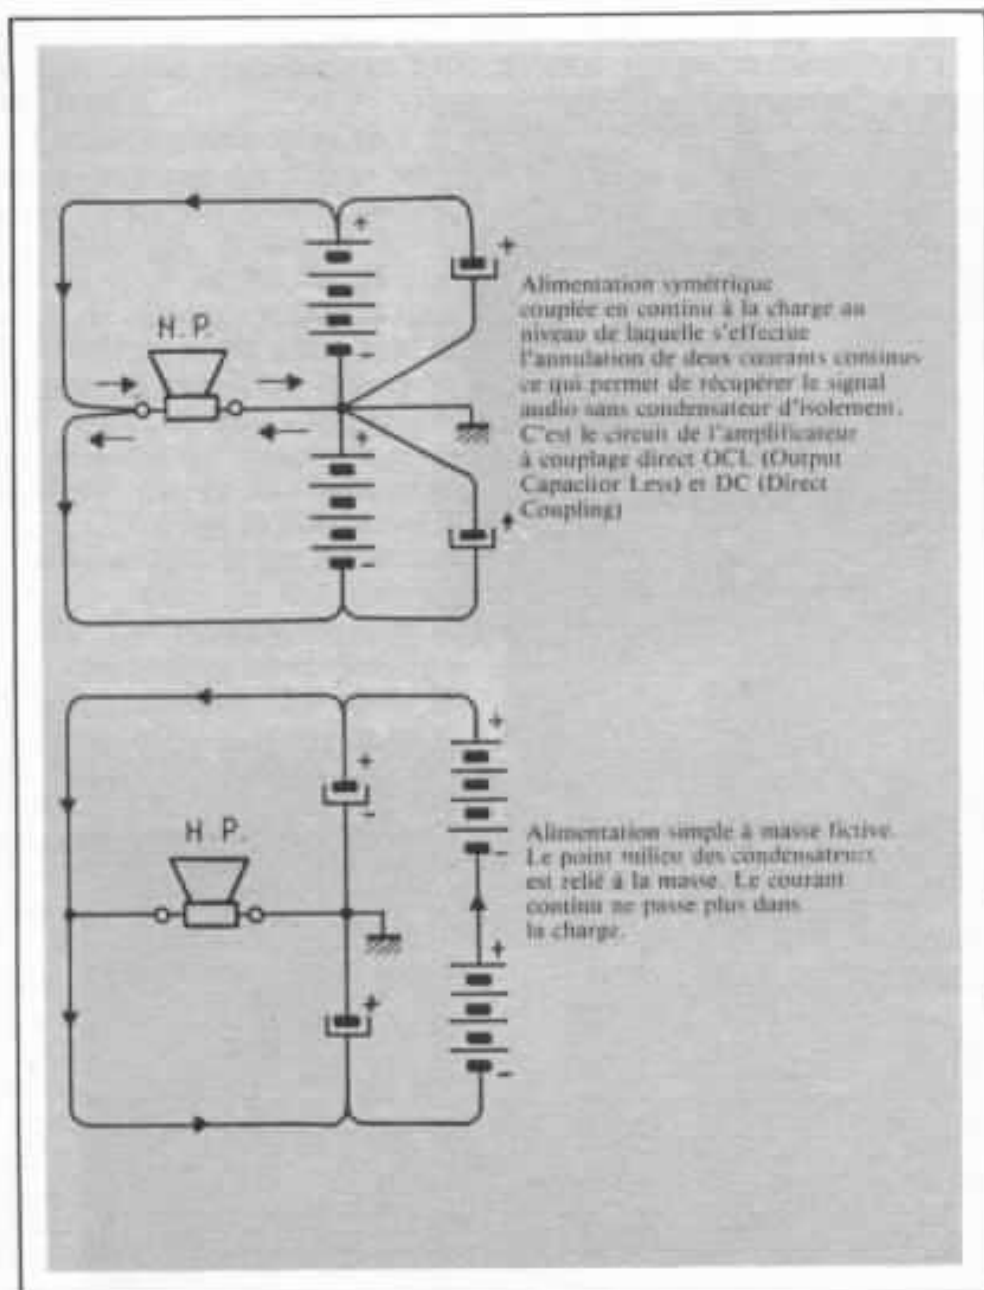 +
+
H. P.
-
+
+
-
Alimentation symétrique
couplée en continu à la charge au
niveau de laquelle s'effectue
l'annulation de deux courants continus
ce qui permet de récupérer le signal
audio sans condensateur d'isolement.
C'est le circuit de l'amplificateur
à couplage direct OCL (Output
Capacitor Less) et DC (Direct
Coupling)
+
+
-
H. P.
-
+
+
-
Alimentation simple à masse fictive.
Le point milieu des condensateurs
est relié à la masse. Le courant
continu ne passe plus dans
la charge.